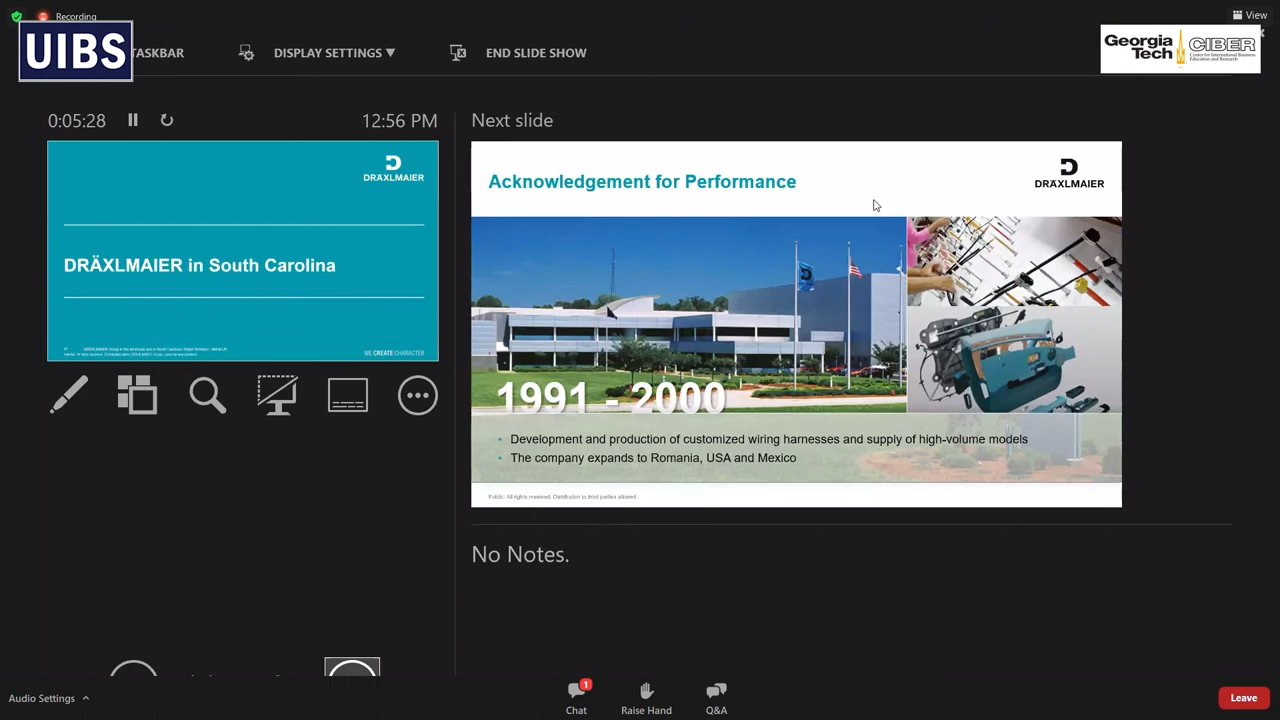 Recording
View
UIBS
TASKBAR
DISPLAY SETTINGS ▼
END SLIDE SHOW
Georgia
Tech
CIBER
Center for International Business
Education and Research
0:05:28
12:56 PM
Next slide
DRÄXLMAIER
DRÄXLMAIER in South Carolina
WE CREATE CHARACTER
Acknowledgement for Performance
DRÄXLMAIER
1991 - 2000
• Development and production of customized wiring harnesses and supply of high-volume models
• The company expands to Romania, USA and Mexico
Public: All rights reserved. Distribution to third parties allowed.
No Notes.
Audio Settings
1
Chat
Raise Hand
Q&A
Leave